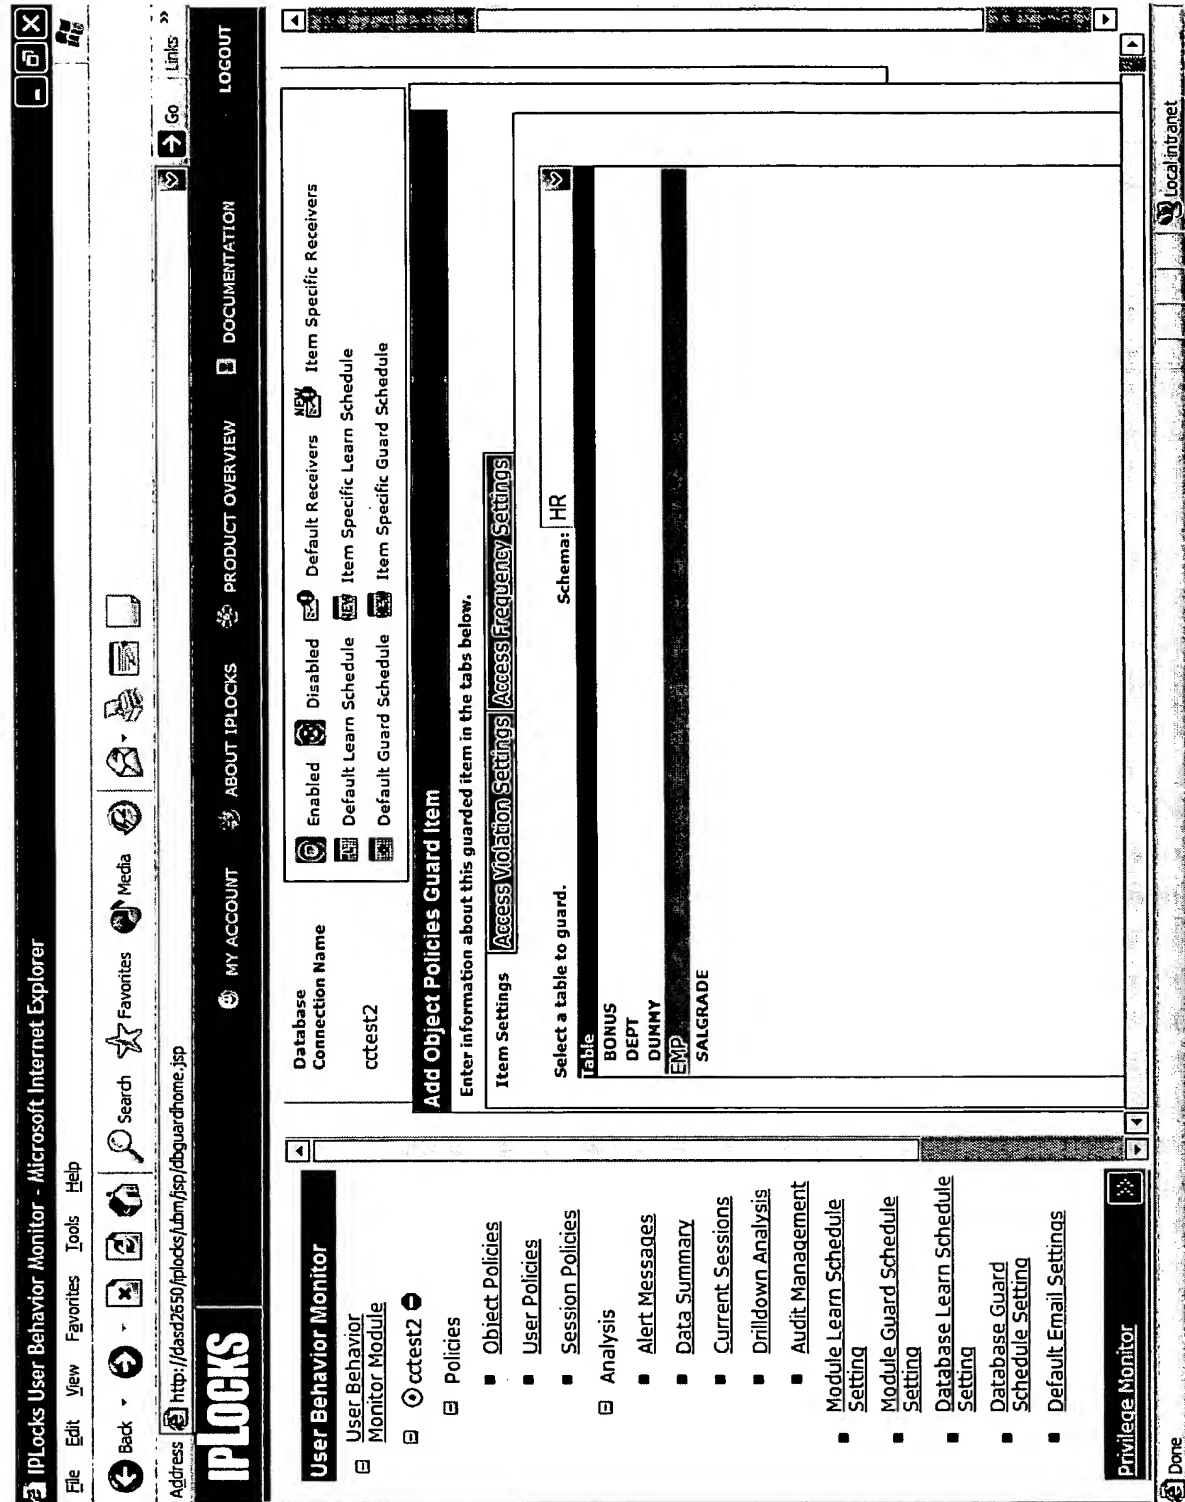 IPLocks User Behavior Monitor - Microsoft Internet Explorer
File Edit View Favorites Tools Help
Back Search Favorites Media
Address http://dasd2650/iplocks/ubm/jsp/dbguardhome.jsp Go Links »
IPLOCKS
MY ACCOUNT ABOUT IPLOCKS PRODUCT OVERVIEW DOCUMENTATION LOGOUT
User Behavior Monitor
User Behavior
Monitor Module
cctest2
Policies
Object Policies
User Policies
Session Policies
Analysis
Alert Messages
Data Summary
Current Sessions
Drilldown Analysis
Audit Management
Module Learn Schedule
Setting
Module Guard Schedule
Setting
Database Learn Schedule
Setting
Database Guard
Schedule Setting
Default Email Settings
Privilege Monitor
Database
Connection Name
cctest2
Enabled Disabled Default Receivers NEW Item Specific Receivers
Default Learn Schedule NEW Item Specific Learn Schedule
Default Guard Schedule NEW Item Specific Guard Schedule
Add Object Policies Guard Item
Enter information about this guarded item in the tabs below.
Item Settings Access Violation Settings Access Frequency Settings
Select a table to guard. Schema: HR
Table
BONUS
DEPT
DUMMY
EMP
SALGRADE
Done Local intranet